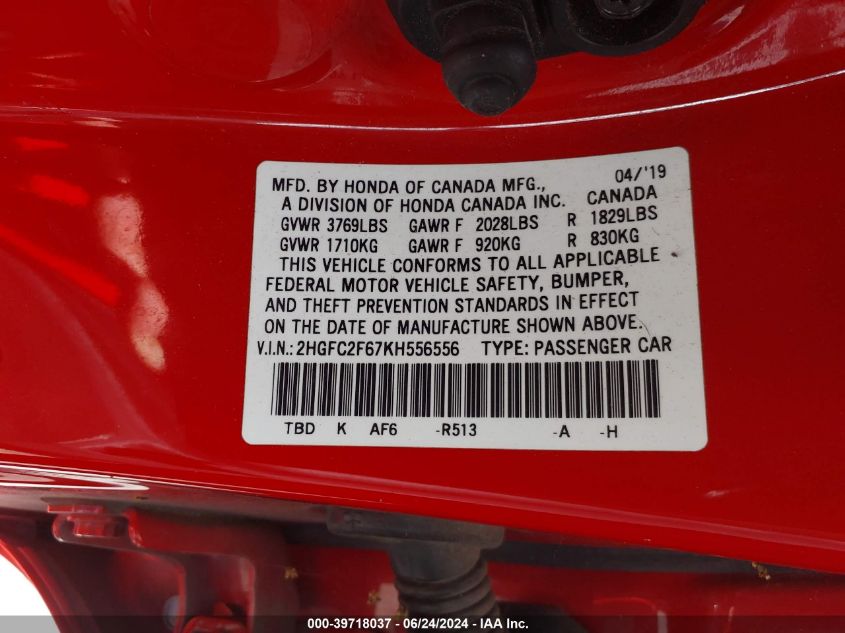 MFD. BY HONDA OF CANADA MFG., 04/'19
A DIVISION OF HONDA CANADA INC. CANADA
GVWR 3769LBS GAWR F 2028LBS R 1829LBS
GVWR 1710KG GAWR F 920KG R 830KG
THIS VEHICLE CONFORMS TO ALL APPLICABLE
FEDERAL MOTOR VEHICLE SAFETY, BUMPER,
AND THEFT PREVENTION STANDARDS IN EFFECT
ON THE DATE OF MANUFACTURE SHOWN ABOVE.
V.I.N.: 2HGFC2F67KH556556 TYPE: PASSENGER CAR
TBD K AF6 -R513 -A -H
000-39718037 - 06/24/2024 - IAA Inc.